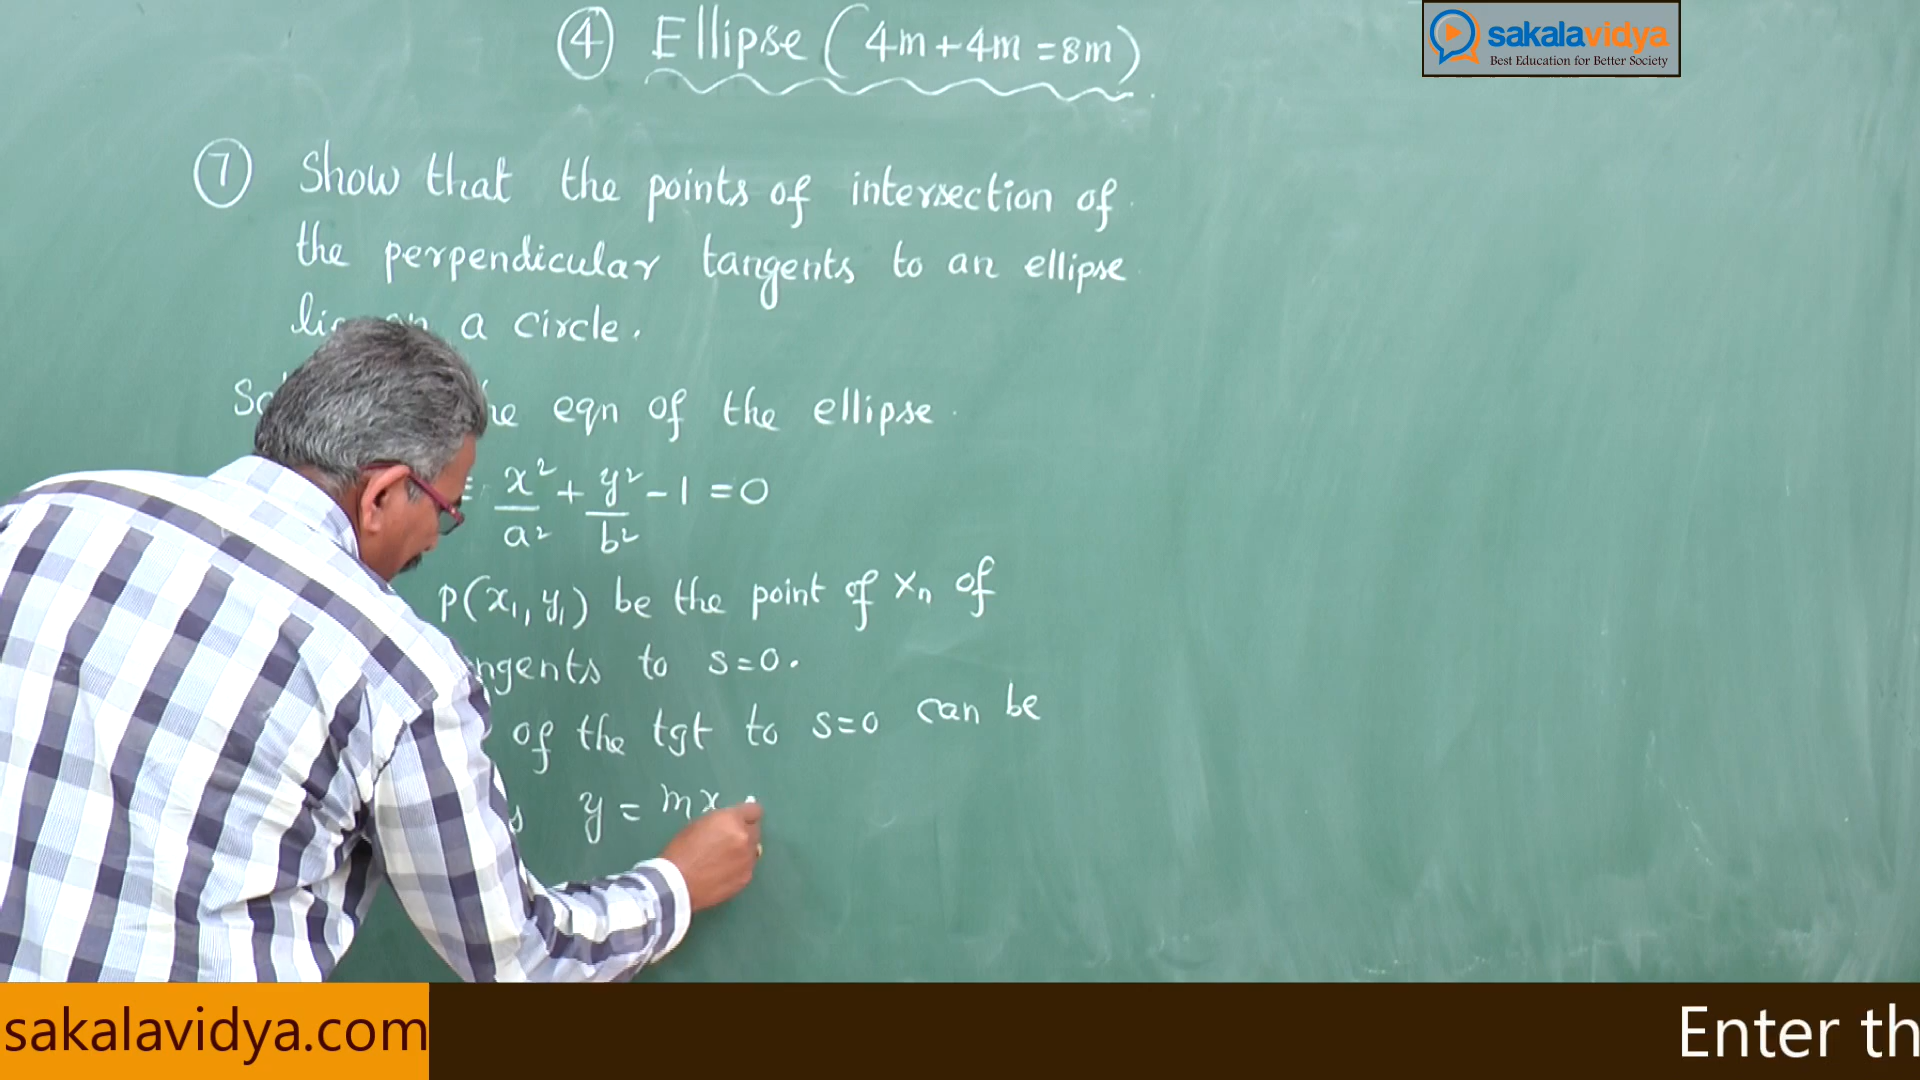 ④ Ellipse (4m+4m=8m)
sakalavidya
Best Education for Better Society
⑦ Show that the points of intersection of
the perpendicular tangents to an ellipse
a circle.
eqn of the ellipse
x²/a² + y²/b² - 1 = 0
P(x₁, y₁) be the point of xn of
to s=0.
of the tgt to s=0 can be
y = mx
sakalavidya.com
Enter